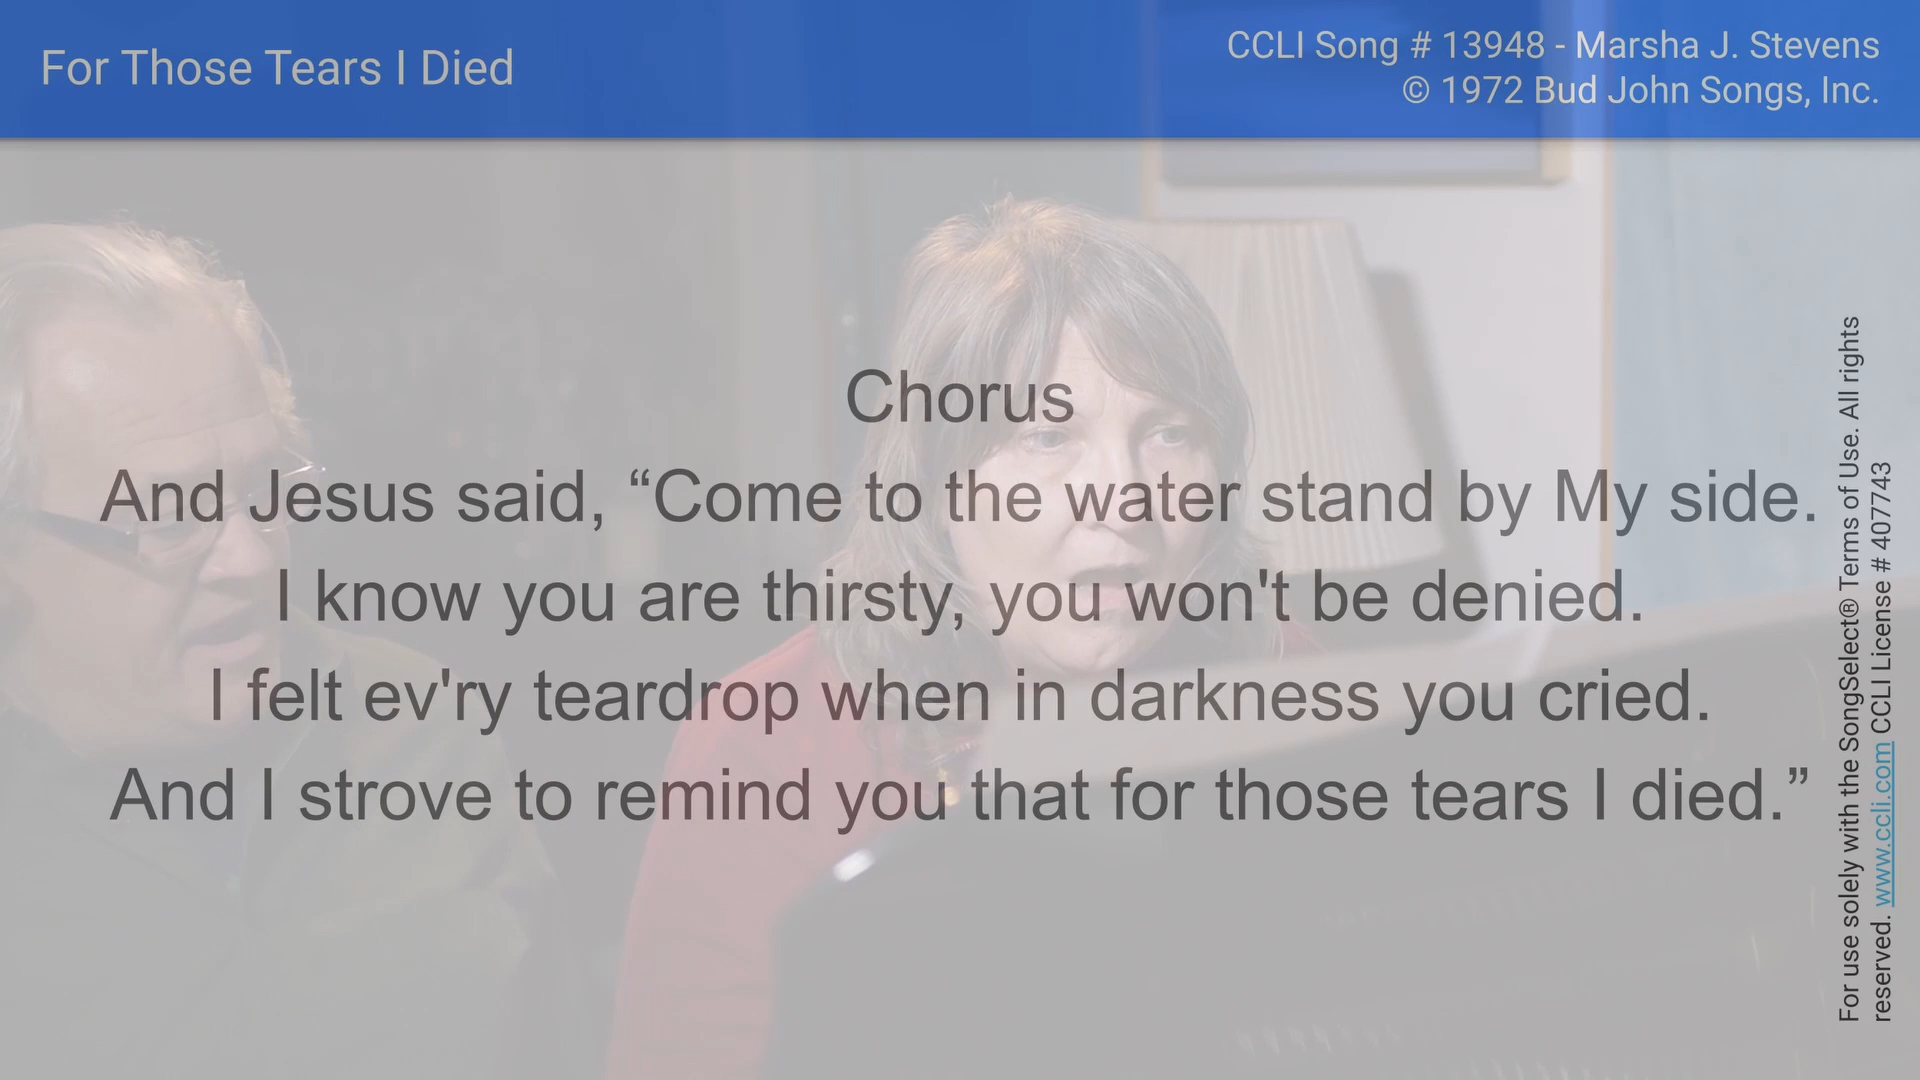 For Those Tears I Died
CCLI Song # 13948 - Marsha J. Stevens
© 1972 Bud John Songs, Inc.
Chorus
And Jesus said, “Come to the water stand by My side.
I know you are thirsty, you won't be denied.
I felt ev'ry teardrop when in darkness you cried.
And I strove to remind you that for those tears I died.”
For use solely with the SongSelect® Terms of Use. All rights
reserved. www.ccli.com CCLI License # 407743